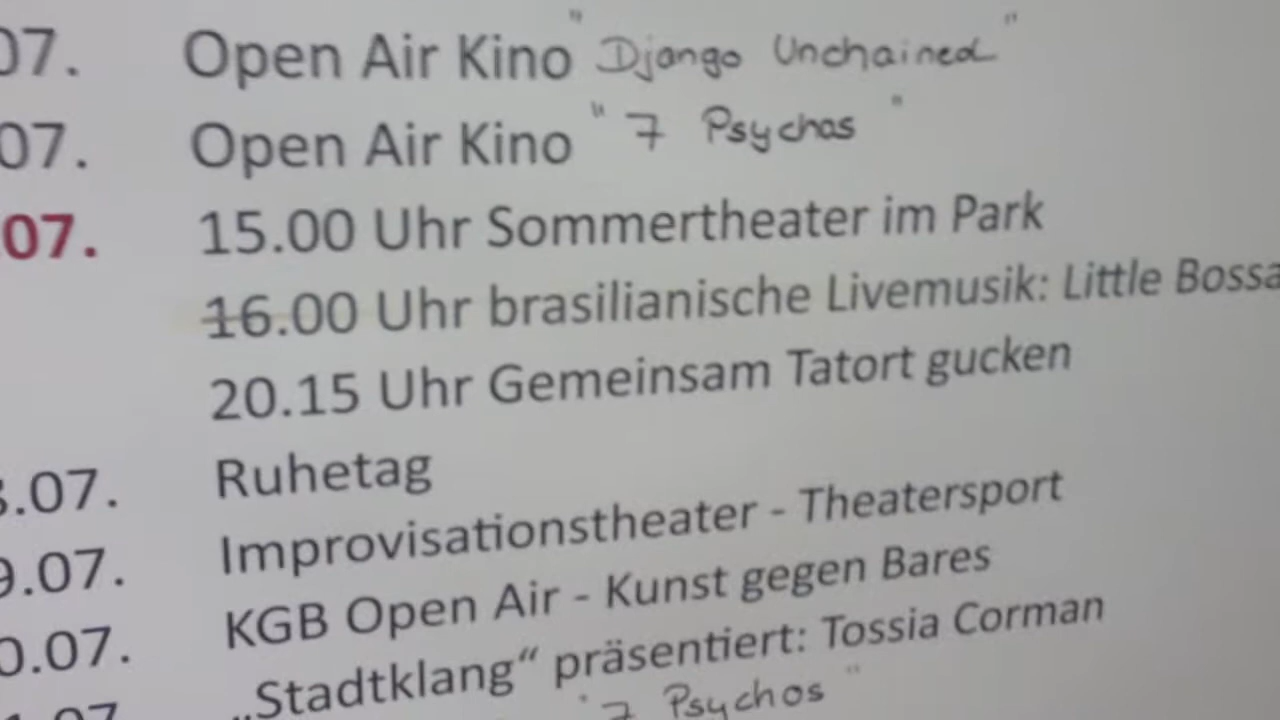 07. Open Air Kino "Django Unchained"
07. Open Air Kino "7 Psychos"
07. 15.00 Uhr Sommertheater im Park
16.00 Uhr brasilianische Livemusik: Little Bossa
20.15 Uhr Gemeinsam Tatort gucken
.07. Ruhetag
9.07. Improvisationstheater - Theatersport
0.07. KGB Open Air - Kunst gegen Bares
.07 „Stadtklang“ präsentiert: Tossia Corman
"7 Psychos"